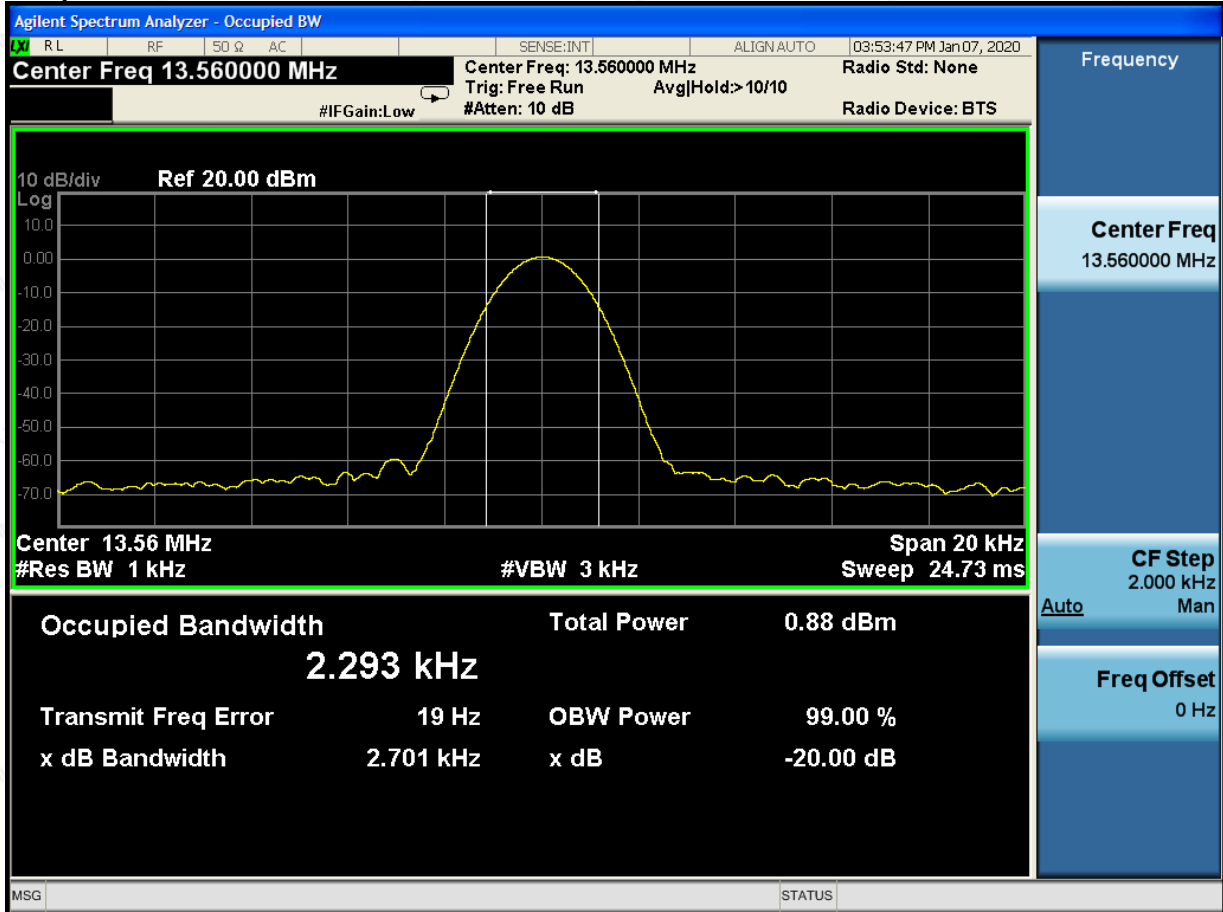 Agilent Spectrum Analyzer - Occupied BW
LXI RL RF 50 Ω AC SENSE:INT ALIGN AUTO 03:53:47 PM Jan 07, 2020
Center Freq 13.560000 MHz
Center Freq: 13.560000 MHz
Radio Std: None
Trig: Free Run Avg|Hold:> 10/10
#IFGain:Low
#Atten: 10 dB
Radio Device: BTS
10 dB/div Ref 20.00 dBm
Log
10.0
0.00
-10.0
-20.0
-30.0
-40.0
-50.0
-60.0
-70.0
Center 13.56 MHz Span 20 kHz
#Res BW 1 kHz #VBW 3 kHz Sweep 24.73 ms
Occupied Bandwidth Total Power 0.88 dBm
2.293 kHz
Transmit Freq Error 19 Hz OBW Power 99.00 %
x dB Bandwidth 2.701 kHz x dB -20.00 dB
MSG STATUS
Frequency
Center Freq
13.560000 MHz
CF Step
2.000 kHz
Auto Man
Freq Offset
0 Hz